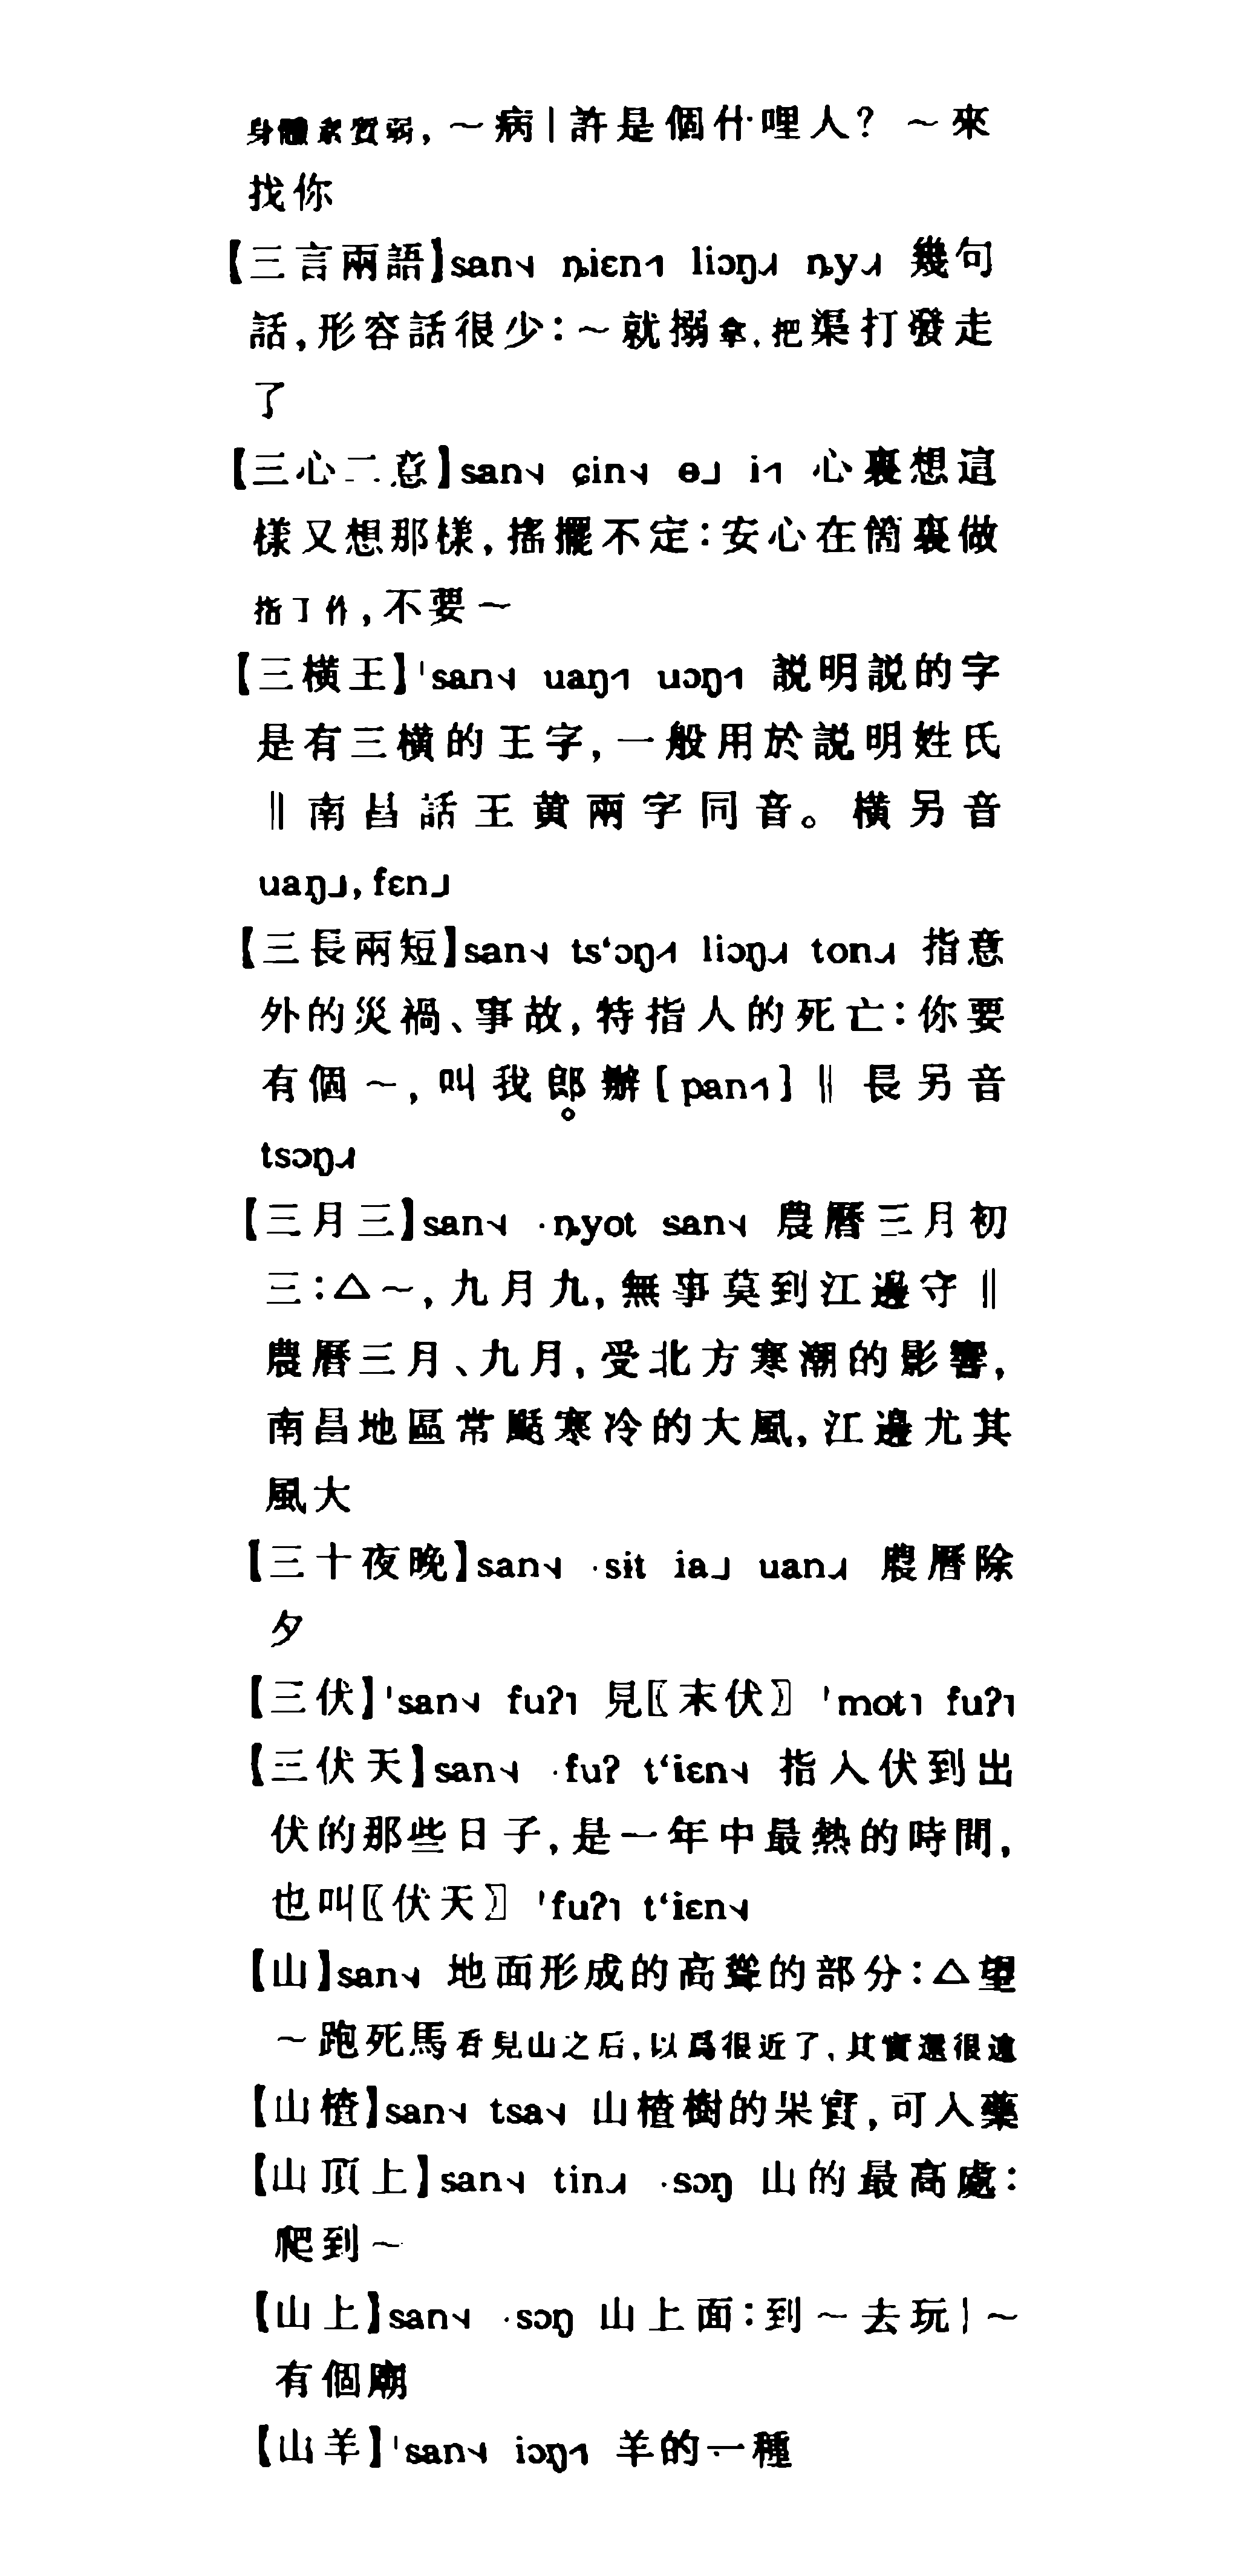 身體素質弱，～病｜許是個什哩人？～來
找你
【三言兩語】san˧˩ ȵiɛn˧˥ liɔŋ˨˩˧ ȵy˨˩˧ 幾句
話，形容話很少：～就搦拿，把渠打發走
了
【三心二意】san˧˩ ɕin˧˩ ɵ˩ i˧˥ 心裏想這
樣又想那樣，搖擺不定：安心在箇裏做
指工作，不要～
【三橫王】ˈsan˧˩ uaŋ˧˥ uɔŋ˧˥ 説明説的字
是有三橫的王字，一般用於説明姓氏
‖南昌話王黄兩字同音。橫另音
uaŋ˩，fɛn˩
【三長兩短】san˧˩ tsʻɔŋ˧˥ liɔŋ˨˩˧ ton˨˩˧ 指意
外的災禍、事故，特指人的死亡：你要
有個～，叫我郎辦［pan˧˥］‖長另音
tsɔŋ˨˩˧
【三月三】san˧˩ ·ȵyot san˧˩ 農曆三月初
三：△～，九月九，無事莫到江邊守‖
農曆三月、九月，受北方寒潮的影響，
南昌地區常颳寒冷的大風，江邊尤其
風大
【三十夜晚】san˧˩ ·sɨt ia˩ uan˨˩˧ 農曆除
夕
【三伏】ˈsan˧˩ fuʔ˥ 見〖末伏〗ˈmot˥ fuʔ˥
【三伏天】san˧˩ ·fuʔ tʻiɛn˧˩ 指入伏到出
伏的那些日子，是一年中最熱的時間，
也叫〖伏天〗ˈfuʔ˥ tʻiɛn˧˩
【山】san˧˩ 地面形成的高聳的部分：△望
～跑死馬看見山之后，以爲很近了，其實還很遠
【山楂】san˧˩ tsa˧˩ 山楂樹的果實，可入藥
【山頂上】san˧˩ tin˨˩˧ ·sɔŋ 山的最高處：
爬到～
【山上】san˧˩ ·sɔŋ 山上面：到～去玩｜～
有個廟
【山羊】ˈsan˧˩ iɔŋ˧˥ 羊的一種